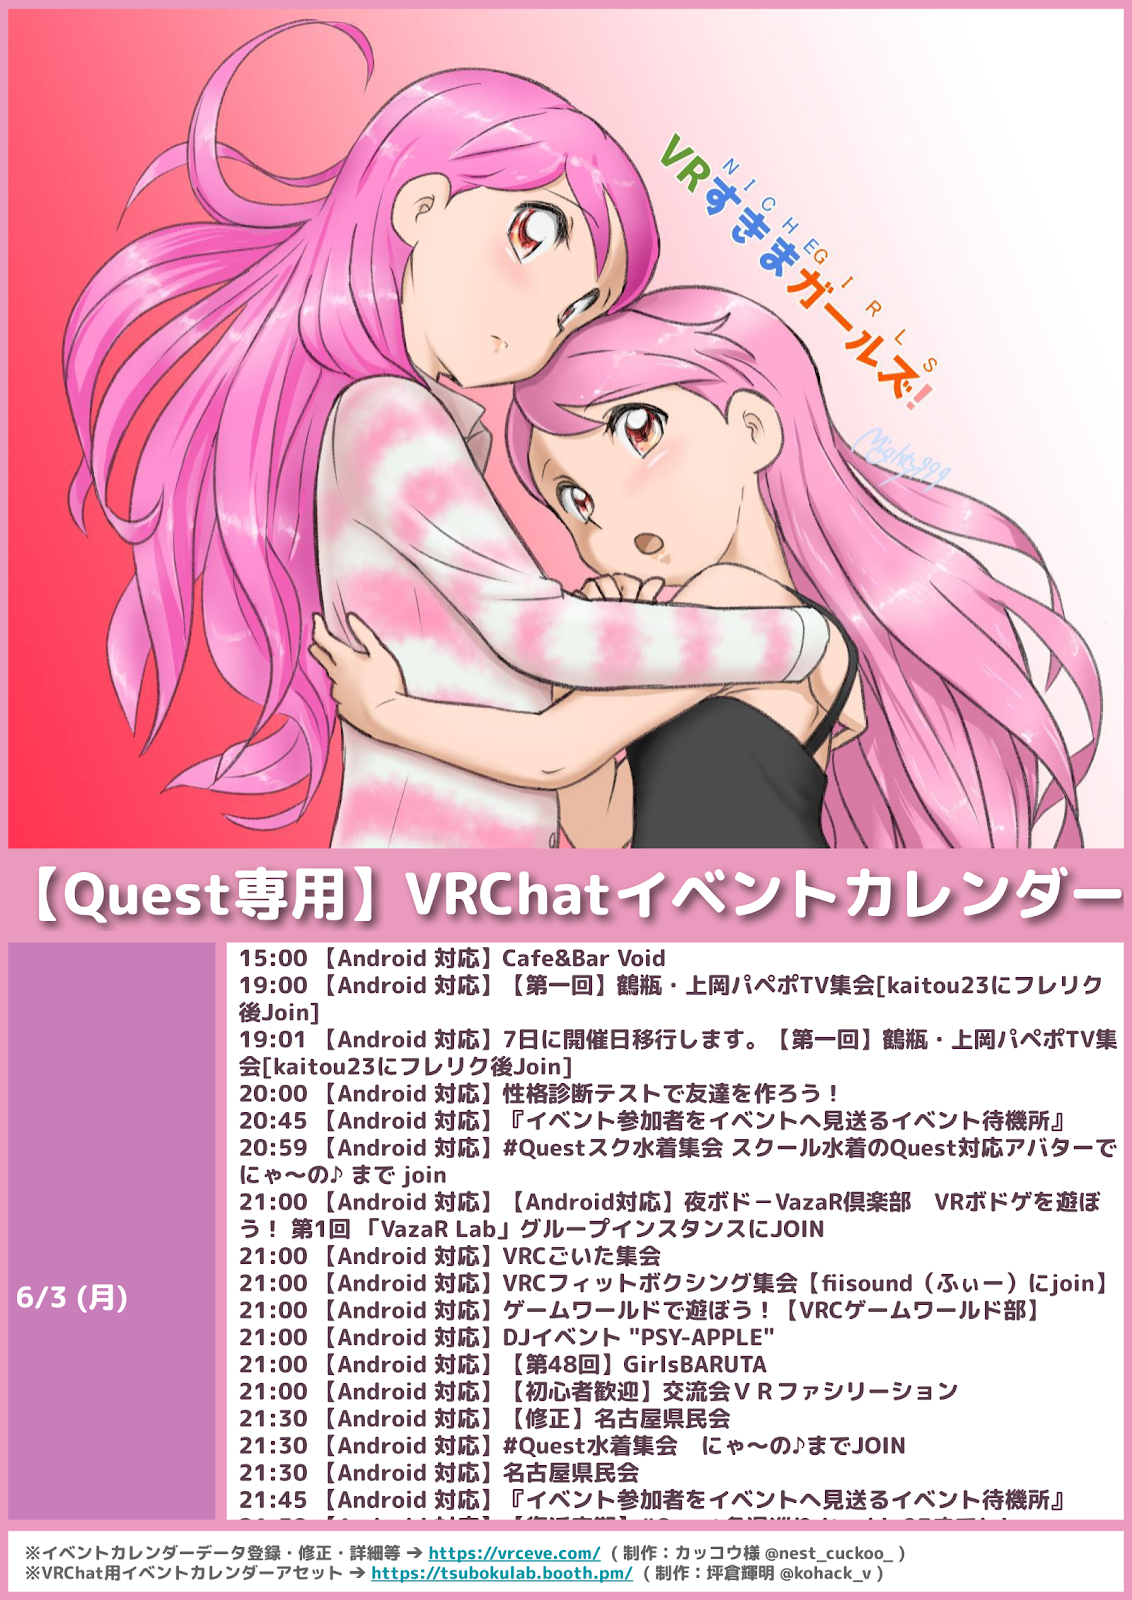 NICHE GIRLS
VRすきまガールズ!
Mighty999
【Quest専用】VRChatイベントカレンダー
6/3 (月)
15:00 【Android 対応】Cafe&Bar Void
19:00 【Android 対応】【第一回】鶴瓶・上岡パペポTV集会[kaitou23にフレリク
後Join]
19:01 【Android 対応】7日に開催日移行します。【第一回】鶴瓶・上岡パペポTV集
会[kaitou23にフレリク後Join]
20:00 【Android 対応】性格診断テストで友達を作ろう！
20:45 【Android 対応】『イベント参加者をイベントへ見送るイベント待機所』
20:59 【Android 対応】#Questスク水着集会 スクール水着のQuest対応アバターで
にゃ～の♪ まで join
21:00 【Android 対応】【Android対応】夜ボド－VazaR倶楽部　VRボドゲを遊ぼ
う！ 第1回 「VazaR Lab」グループインスタンスにJOIN
21:00 【Android 対応】VRCごいた集会
21:00 【Android 対応】VRCフィットボクシング集会【fiisound（ふぃー）にjoin】
21:00 【Android 対応】ゲームワールドで遊ぼう！【VRCゲームワールド部】
21:00 【Android 対応】DJイベント "PSY-APPLE"
21:00 【Android 対応】【第48回】GirlsBARUTA
21:00 【Android 対応】【初心者歓迎】交流会ＶＲファシリーション
21:30 【Android 対応】【修正】名古屋県民会
21:30 【Android 対応】#Quest水着集会　にゃ～の♪までJOIN
21:30 【Android 対応】名古屋県民会
21:45 【Android 対応】『イベント参加者をイベントへ見送るイベント待機所』
※イベントカレンダーデータ登録・修正・詳細等 ➔ https://vrceve.com/ ( 制作：カッコウ様 @nest_cuckoo_ )
※VRChat用イベントカレンダーアセット ➔ https://tsubokulab.booth.pm/ ( 制作：坪倉輝明 @kohack_v )